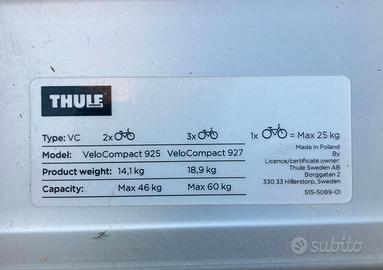 THULE
Type: VC 2x 3x 1x = Max 25 kg
Model: VeloCompact 925 VeloCompact 927
Product weight: 14,1 kg 18,9 kg
Capacity: Max 46 kg Max 60 kg
Made in Poland
By
Licence/certificate owner:
Thule Sweden AB
Borggatan 2
330 33 Hillerstorp, Sweden
515-5089-01
subito